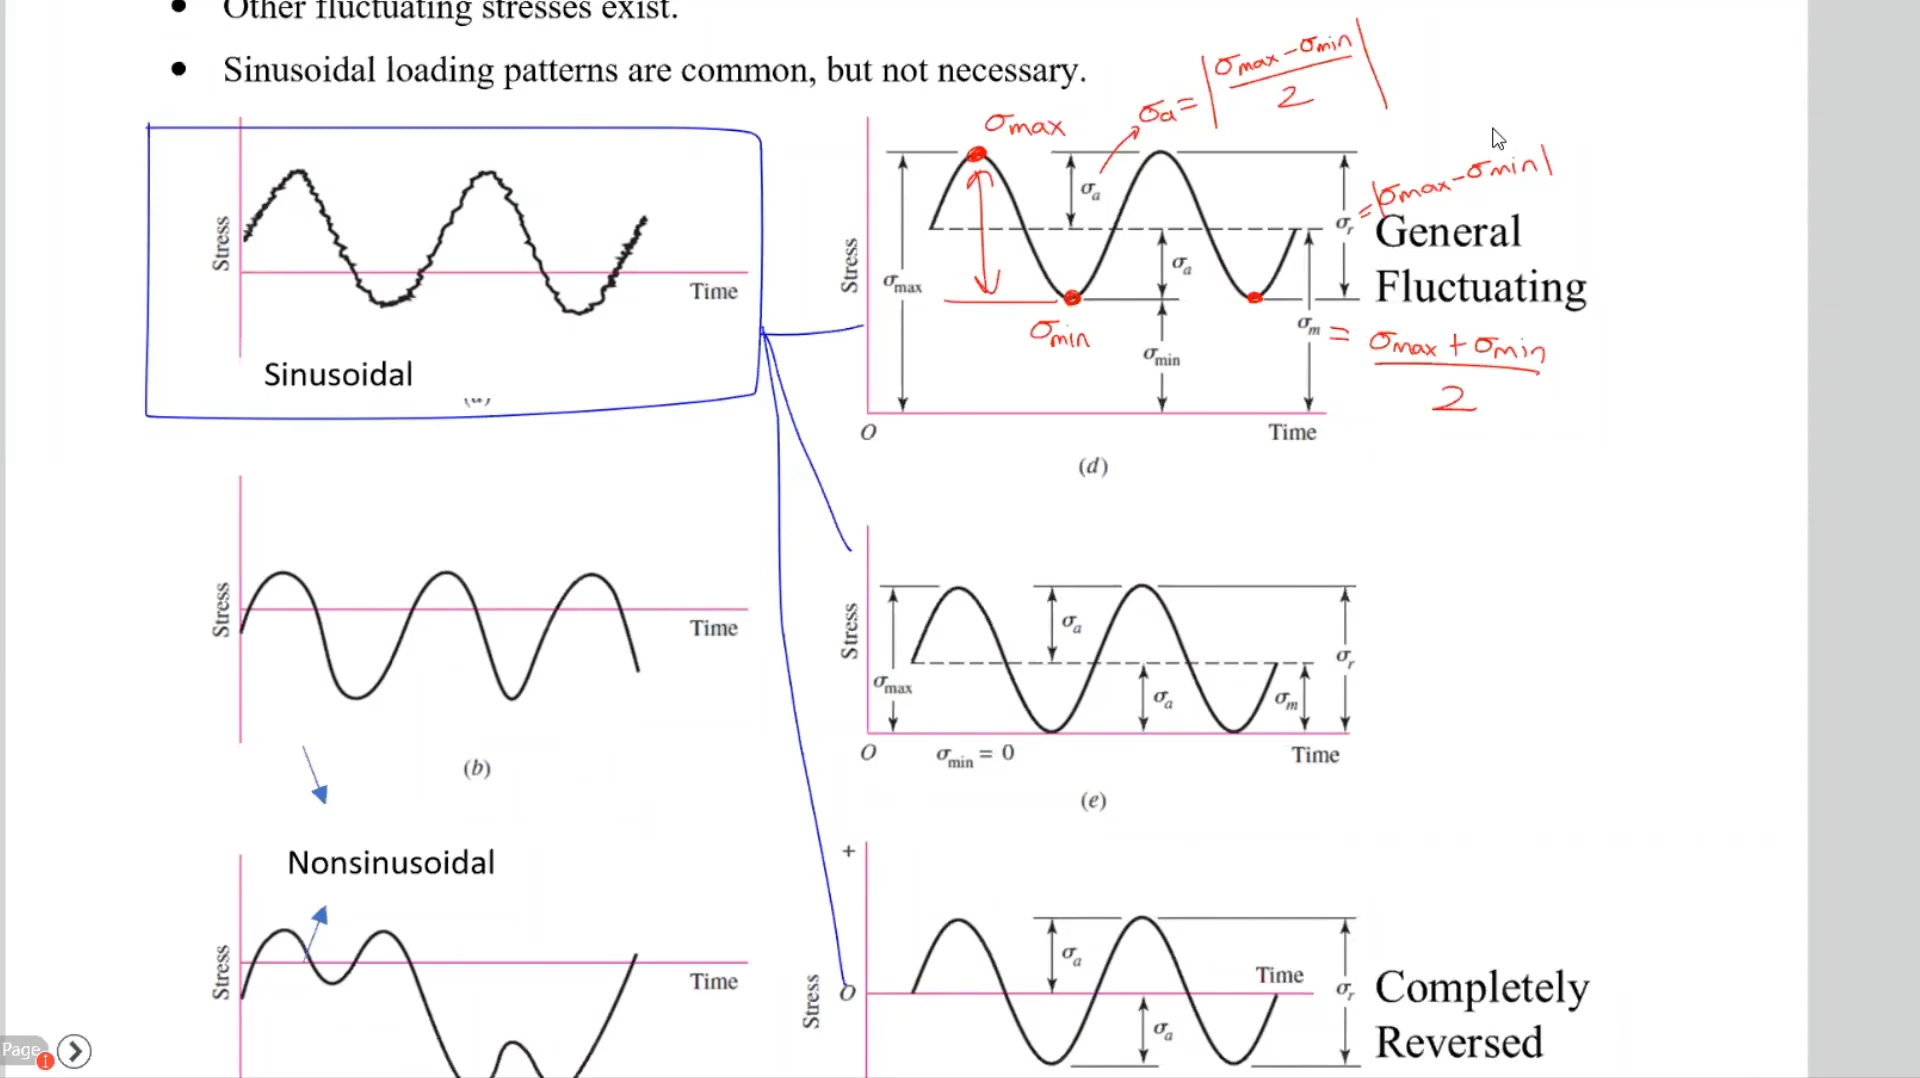 Other fluctuating stresses exist.
Sinusoidal loading patterns are common, but not necessary.
σa = |σmax - σmin / 2|
σmax
Stress
Time
Sinusoidal
Stress
σmax
σa
σa
σr = |σmax - σmin|
General
Fluctuating
σmin
σmin
σm = σmax + σmin / 2
O
Time
(d)
Stress
Time
(b)
Stress
σmax
σa
σa
σm
σr
O
σmin = 0
Time
(e)
Nonsinusoidal
Stress
Time
+
Stress
O
σa
σa
Time
σr
Completely
Reversed
Page